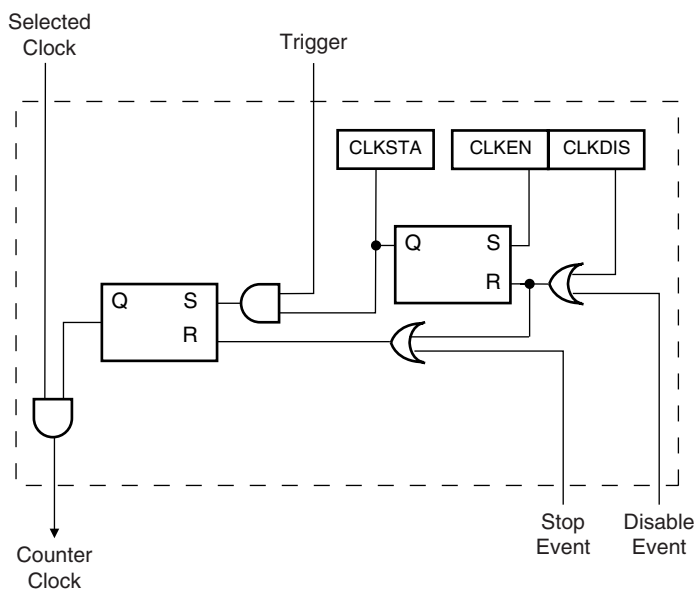 Selected
Clock
Trigger
CLKSTA
CLKEN
CLKDIS
Q
S
R
Q
S
R
Counter
Clock
Stop
Event
Disable
Event